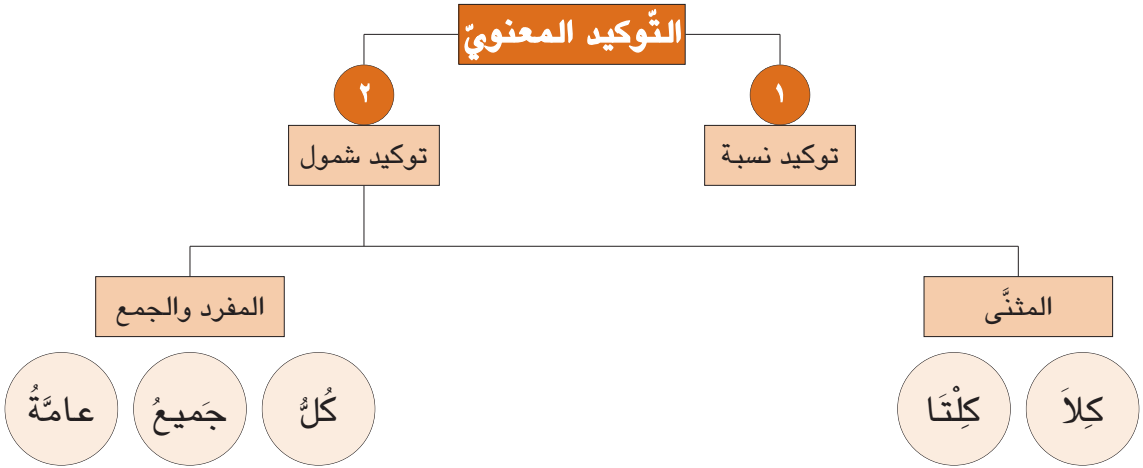 التّوكيد المعنويّ
١
٢
توكيد نسبة
توكيد شمول
المثنَّى
المفرد والجمع
كِلاَ
كِلْتَا
كُلُّ
جَميعُ
عامَّةُ